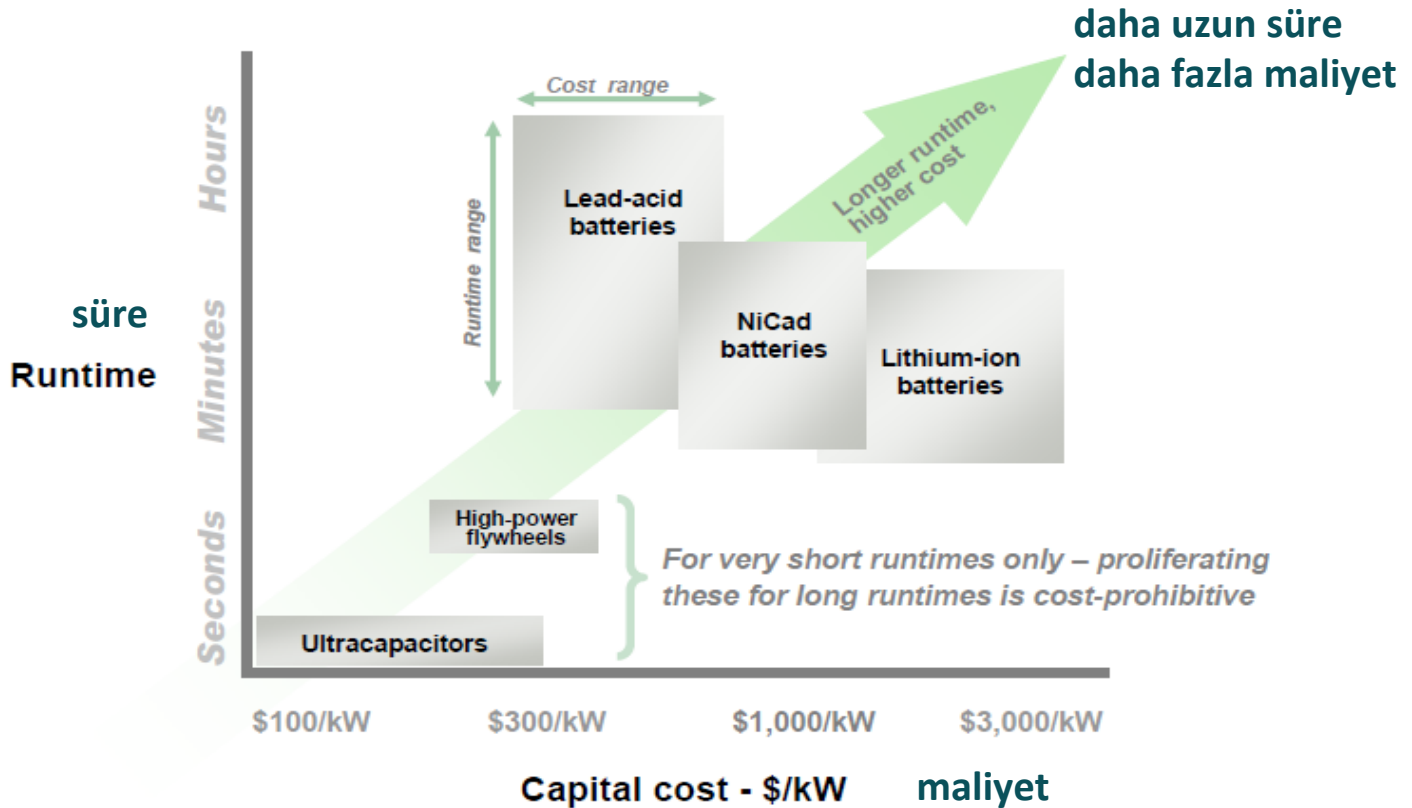 daha uzun süre
daha fazla maliyet
Cost range
Hours
Longer runtime,
higher cost
Lead-acid
batteries
Runtime range
süre
Runtime
Minutes
NiCad
batteries
Lithium-ion
batteries
Seconds
High-power
flywheels
For very short runtimes only – proliferating
these for long runtimes is cost-prohibitive
Ultracapacitors
$100/kW
$300/kW
$1,000/kW
$3,000/kW
Capital cost - $/kW
maliyet